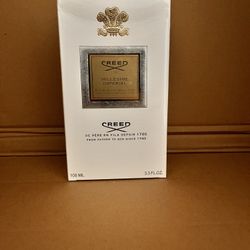 CREED
MILLESIME
IMPERIAL
CREED
DE PÈRE EN FILS DEPUIS 1760
FROM FATHER TO SON SINCE 1760
100 ML
3.3 FL.OZ.